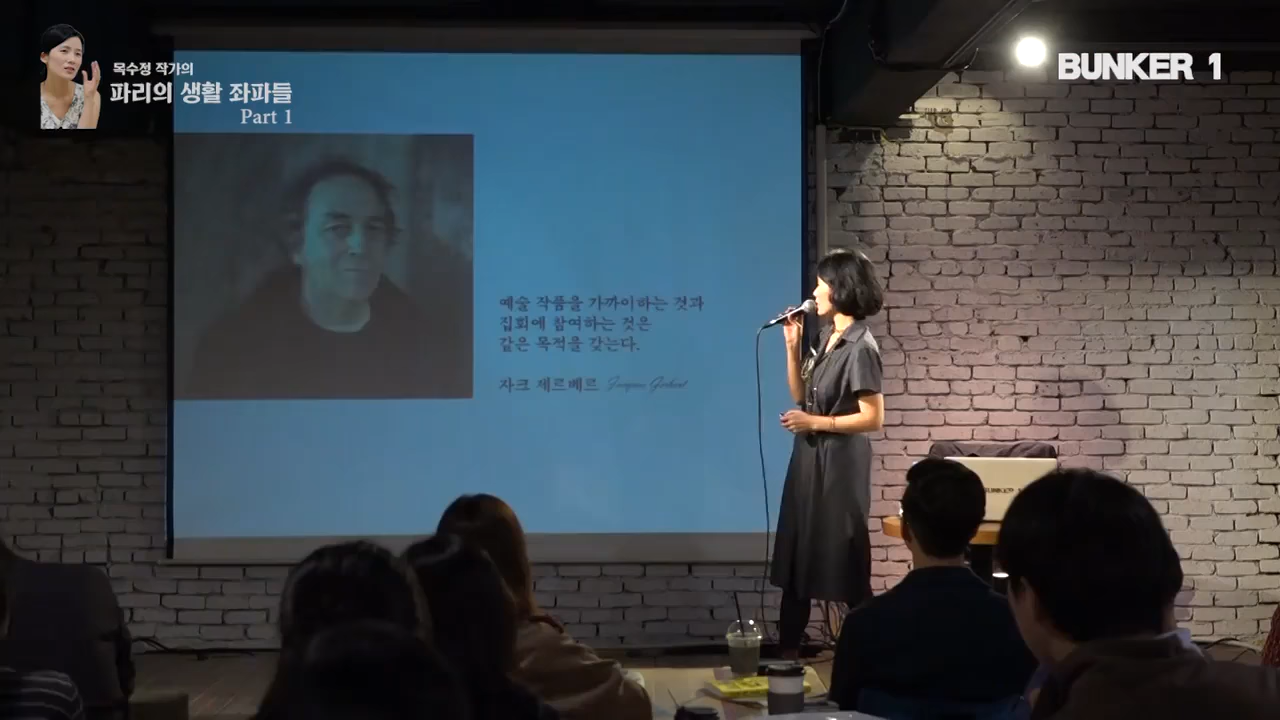 목수정 작가의
파리의 생활 좌파들
Part 1
BUNKER 1
예술 작품을 가까이하는 것과
집회에 참여하는 것은
같은 목적을 갖는다.
자크 제르베르